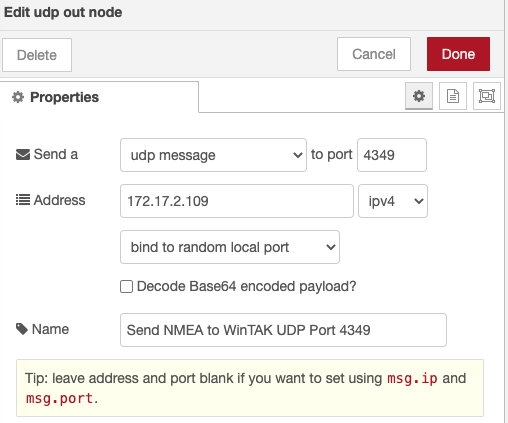 Edit udp out node
Delete Cancel Done
Properties
Send a udp message to port 4349
Address 172.17.2.109 ipv4
bind to random local port
Decode Base64 encoded payload?
Name Send NMEA to WinTAK UDP Port 4349
Tip: leave address and port blank if you want to set using msg.ip and
msg.port.